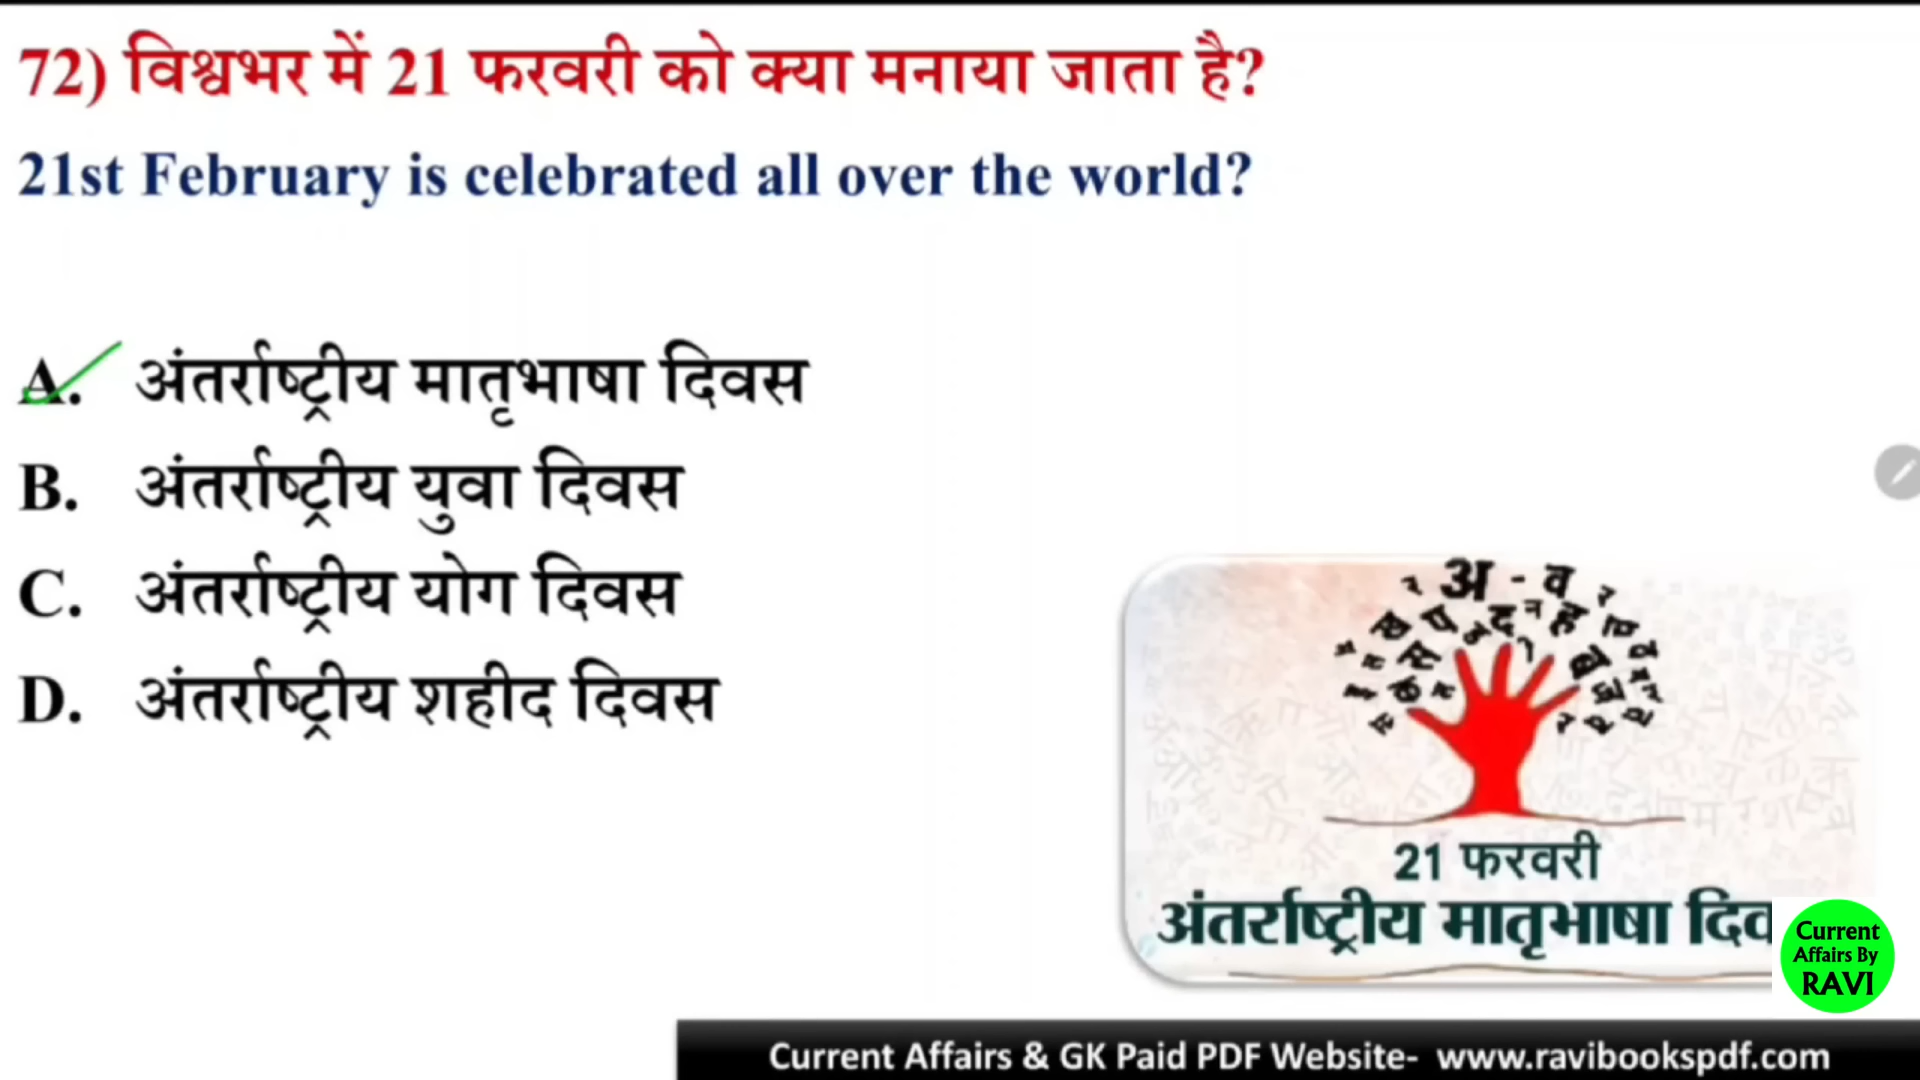 72) विश्वभर में 21 फरवरी को क्या मनाया जाता है?
21st February is celebrated all over the world?
A. अंतर्राष्ट्रीय मातृभाषा दिवस
B. अंतर्राष्ट्रीय युवा दिवस
C. अंतर्राष्ट्रीय योग दिवस
D. अंतर्राष्ट्रीय शहीद दिवस
अ - व
21 फरवरी
अंतर्राष्ट्रीय मातृभाषा दिव
Current
Affairs By
RAVI
Current Affairs & GK Paid PDF Website- www.ravibookspdf.com